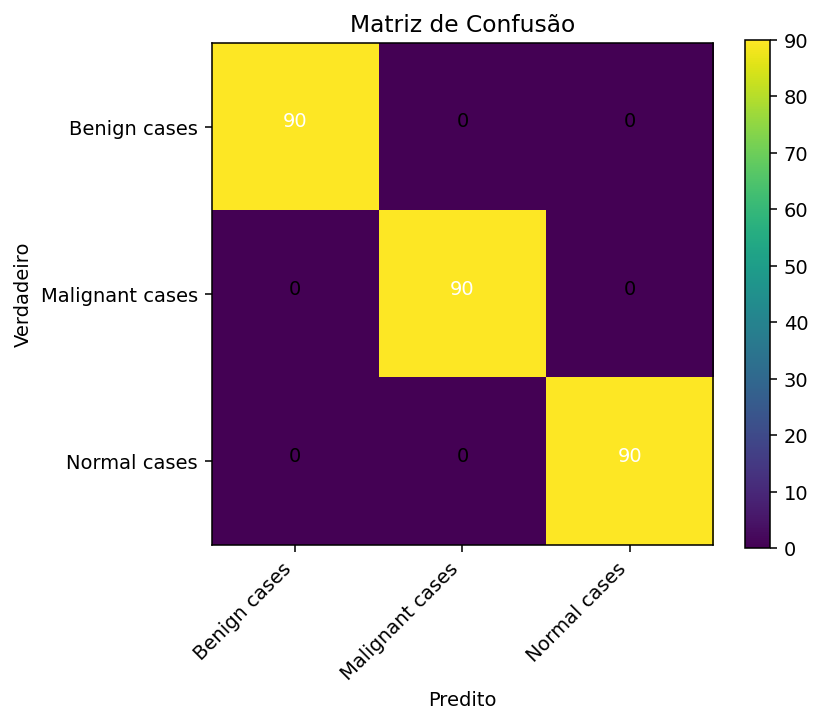 Matriz de Confusão
Verdadeiro
Benign cases
90
0
0
Malignant cases
0
90
0
Normal cases
0
0
90
Benign cases
Malignant cases
Normal cases
Predito
90
80
70
60
50
40
30
20
10
0